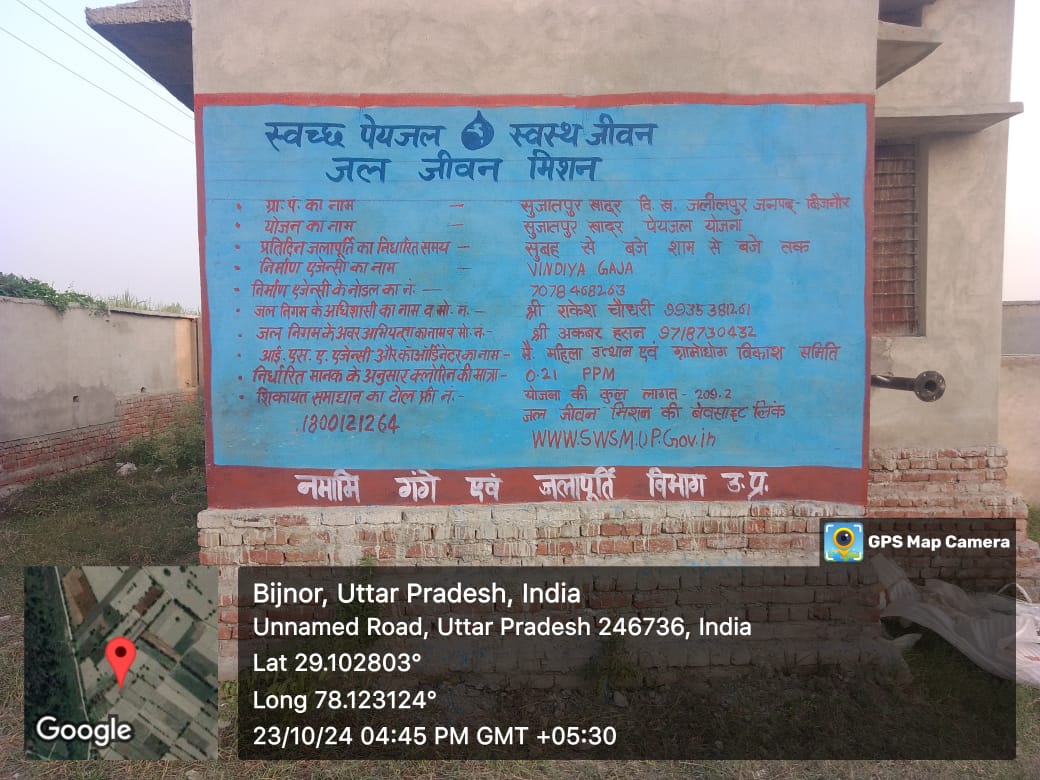 स्वच्छ पेयजल स्वस्थ जीवन
जल जीवन मिशन
• ग्रा. पं. का नाम — सुजातपुर खादर वि. ख. जलीलपुर जनपद - बिजनौर
• योजन का नाम — सुजातपुर खादर पेयजल योजना
• प्रतिदिन जलापूर्ति का निर्धारित समय — सुबह से बजे शाम से बजे तक
• निर्माण एजेन्सी का नाम — VINDIYA GAJA
• निर्माण एजेन्सी के नोडल का नं. — 7078468263
• जल निगम के अधिशासी का नाम व मो. न. - श्री राकेश चौधरी 9935381261
• जल निगम के अवर अभियन्ता का नाम व मो. नं- श्री अकबर हसन 9718730432
• आई. एस. ए. एजेन्सी और कोऑर्डिनेटर का नाम - मै. महिला उत्थान एवं ग्रामोधोग विकाश समिति
• निर्धारित मानक के अनुसार क्लोरिन की मात्रा - 0.21 PPM
• शिकायत समाधान का टोल फ्री नं. - योजना की कुल लागत - 209.2
1800121264 जल जीवन मिशन की वेवसाइट लिंक
WWW.SWSM.UP.Gov.in
नमामि गंगे एवं जलापूर्ति विभाग उ. प्र.
GPS Map Camera
Bijnor, Uttar Pradesh, India
Unnamed Road, Uttar Pradesh 246736, India
Lat 29.102803°
Long 78.123124°
23/10/24 04:45 PM GMT +05:30
Google